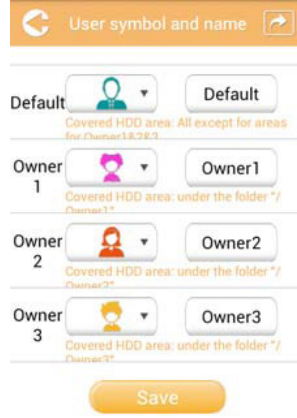 User symbol and name
Default
Default
Covered HDD area: All except for areas
for Owner1&2&3
Owner
1
Owner1
Covered HDD area: under the folder "/
Owner1"
Owner
2
Owner2
Covered HDD area: under the folder "/
Owner2"
Owner
3
Owner3
Covered HDD area: under the folder "/
Owner3"
Save